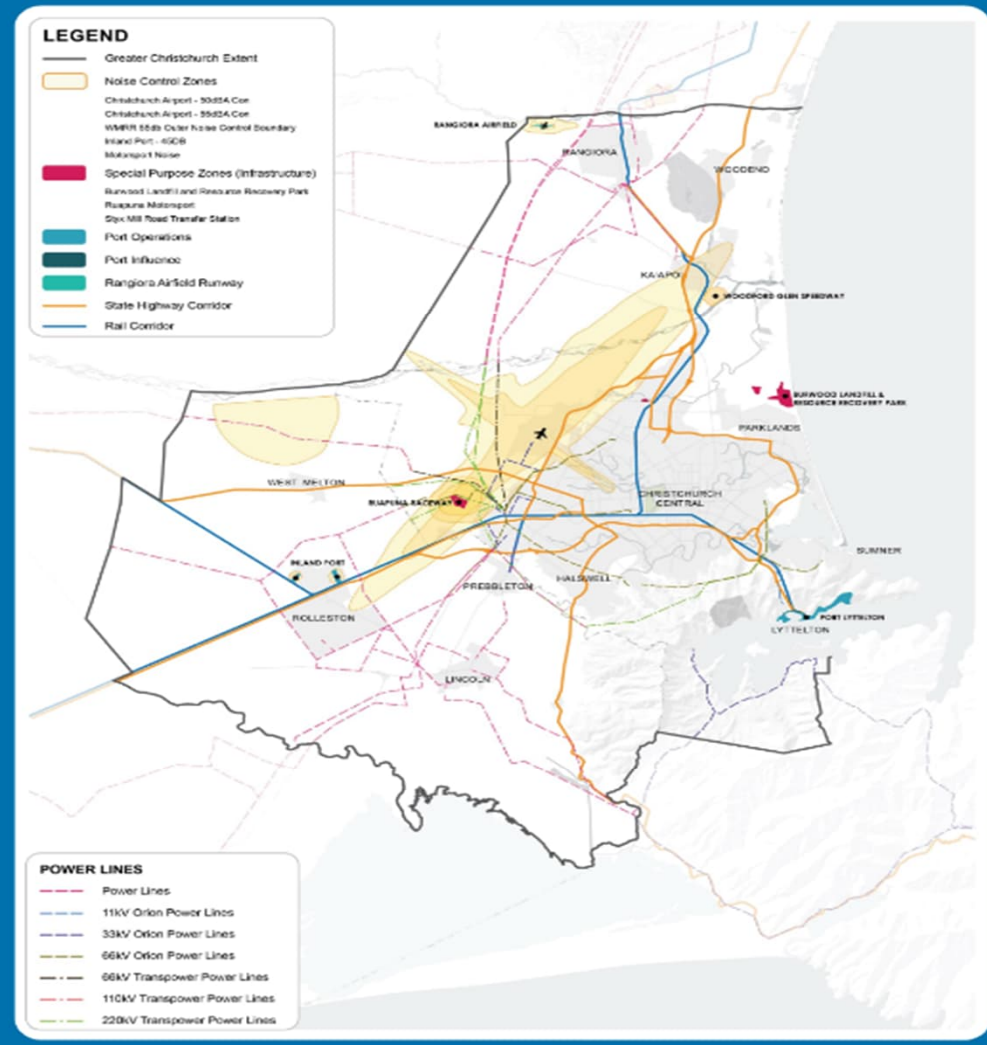 LEGEND
Greater Christchurch Extent
Noise Control Zones
Christchurch Airport - 50dBA Con
Christchurch Airport - 55dBA Con
WMRR 55db Outer Noise Control Boundary
Inland Port - 45DB
Motorsport Noise
Special Purpose Zones (Infrastructure)
Burwood Landfill and Resource Recovery Park
Ruapuna Motorsport
Styx Mill Road Transfer Station
Port Operations
Port Influence
Rangiora Airfield Runway
State Highway Corridor
Rail Corridor
RANGIORA AIRFIELD
RANGIORA
WOODEND
KAIAPOI
WOODFORD GLEN SPEEDWAY
BURWOOD LANDFILL &
RESOURCE RECOVERY PARK
PARKLANDS
WEST MELTON
RUAPUNA RACEWAY
CHRISTCHURCH
CENTRAL
SUMNER
INLAND PORT
PREBBLETON
HALSWELL
ROLLESTON
PORT LYTTELTON
LYTTELTON
LINCOLN
POWER LINES
Power Lines
11kV Orion Power Lines
33kV Orion Power Lines
66kV Orion Power Lines
66kV Transpower Power Lines
110kV Transpower Power Lines
220kV Transpower Power Lines